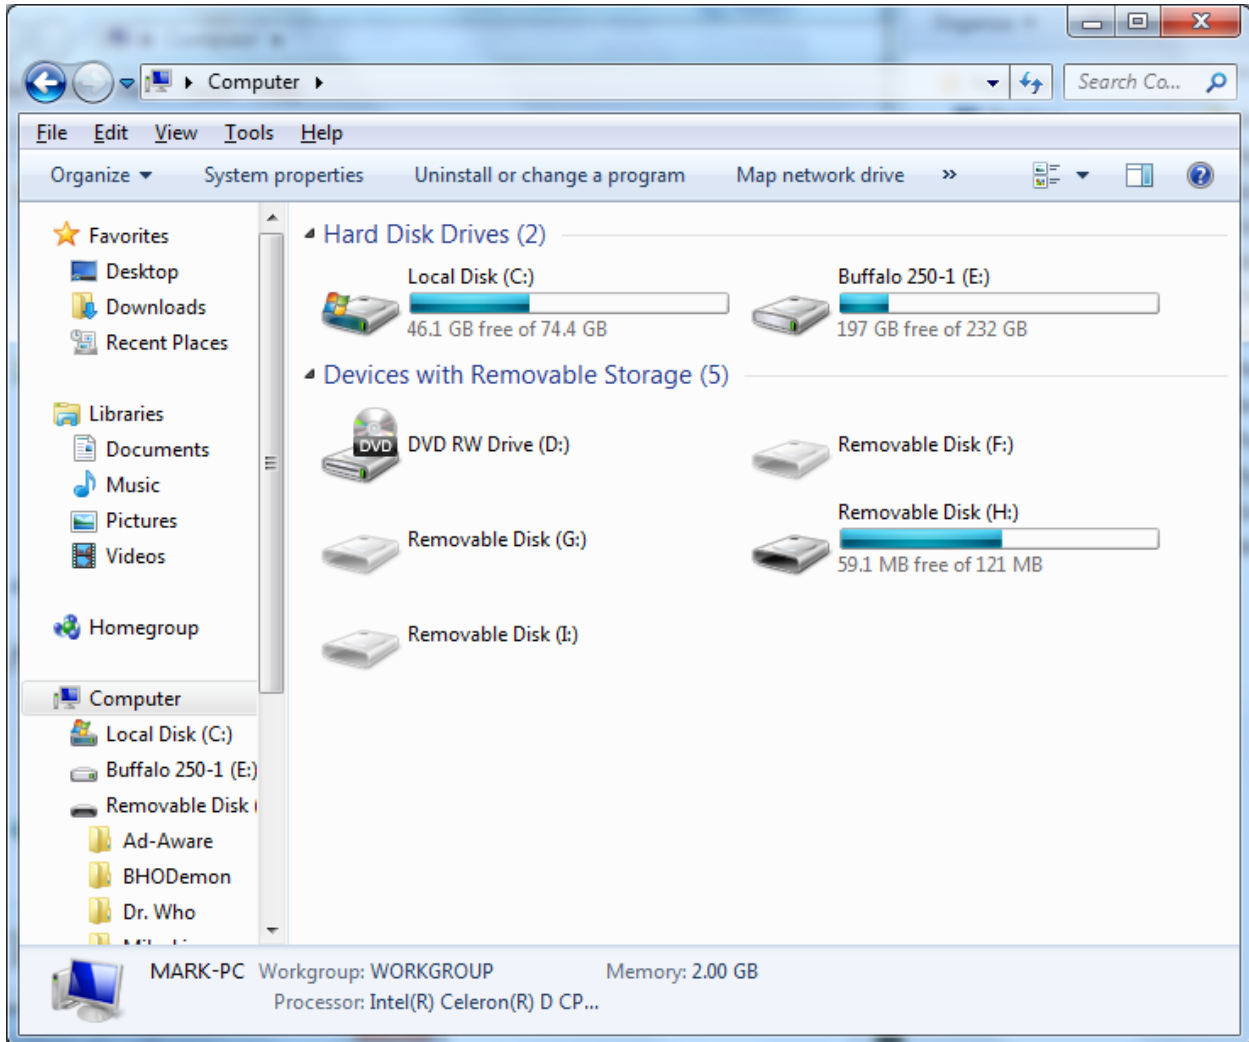 Computer
Search Co...
File Edit View Tools Help
Organize System properties Uninstall or change a program Map network drive »
Favorites
Desktop
Downloads
Recent Places
Libraries
Documents
Music
Pictures
Videos
Homegroup
Computer
Local Disk (C:)
Buffalo 250-1 (E:)
Removable Disk (
Ad-Aware
BHODemon
Dr. Who
Hard Disk Drives (2)
Local Disk (C:)
46.1 GB free of 74.4 GB
Buffalo 250-1 (E:)
197 GB free of 232 GB
Devices with Removable Storage (5)
DVD
DVD RW Drive (D:)
Removable Disk (F:)
Removable Disk (G:)
Removable Disk (H:)
59.1 MB free of 121 MB
Removable Disk (I:)
MARK-PC Workgroup: WORKGROUP Memory: 2.00 GB
Processor: Intel(R) Celeron(R) D CP...